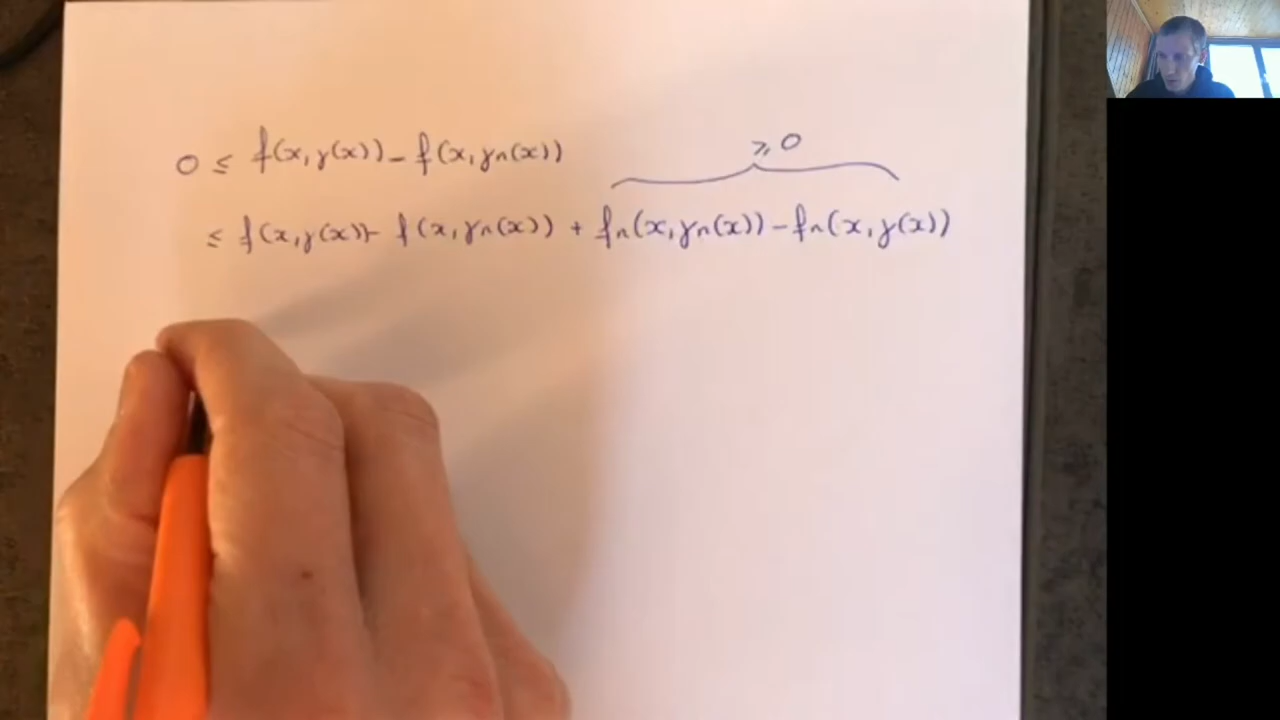 ⩾ 0
0 ≤ f(x, y(x)) - f(x, yn(x))
≤ f(x, y(x)) - f(x, yn(x)) + fn(x, yn(x)) - fn(x, y(x))